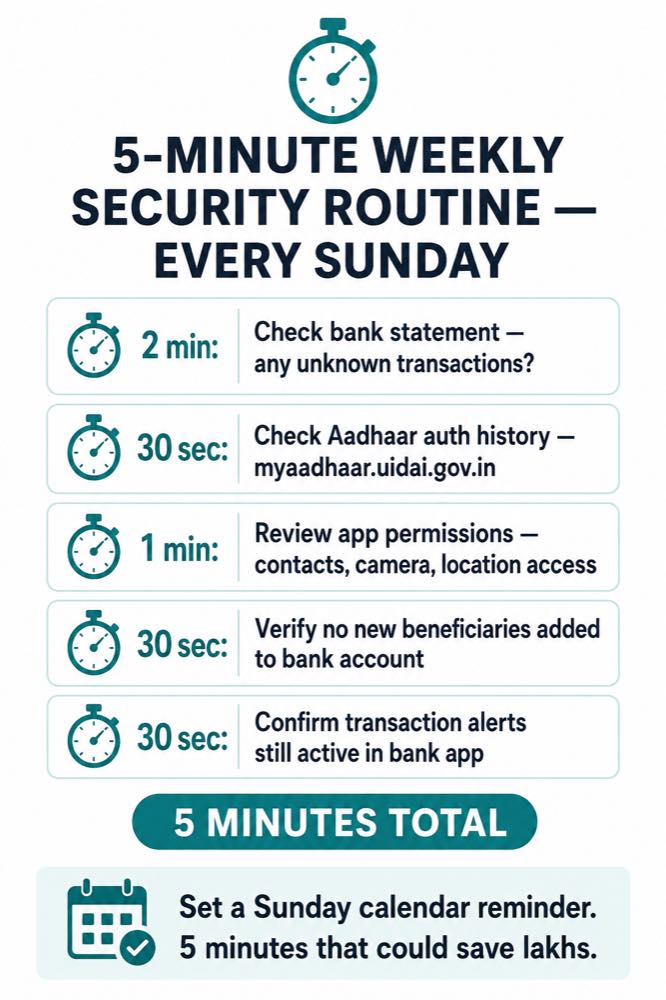 5-MINUTE WEEKLY
SECURITY ROUTINE —
EVERY SUNDAY
2 min:
Check bank statement —
any unknown transactions?
30 sec:
Check Aadhaar auth history —
myaadhaar.uidai.gov.in
1 min:
Review app permissions —
contacts, camera, location access
30 sec:
Verify no new beneficiaries added
to bank account
30 sec:
Confirm transaction alerts
still active in bank app
5 MINUTES TOTAL
Set a Sunday calendar reminder.
5 minutes that could save lakhs.